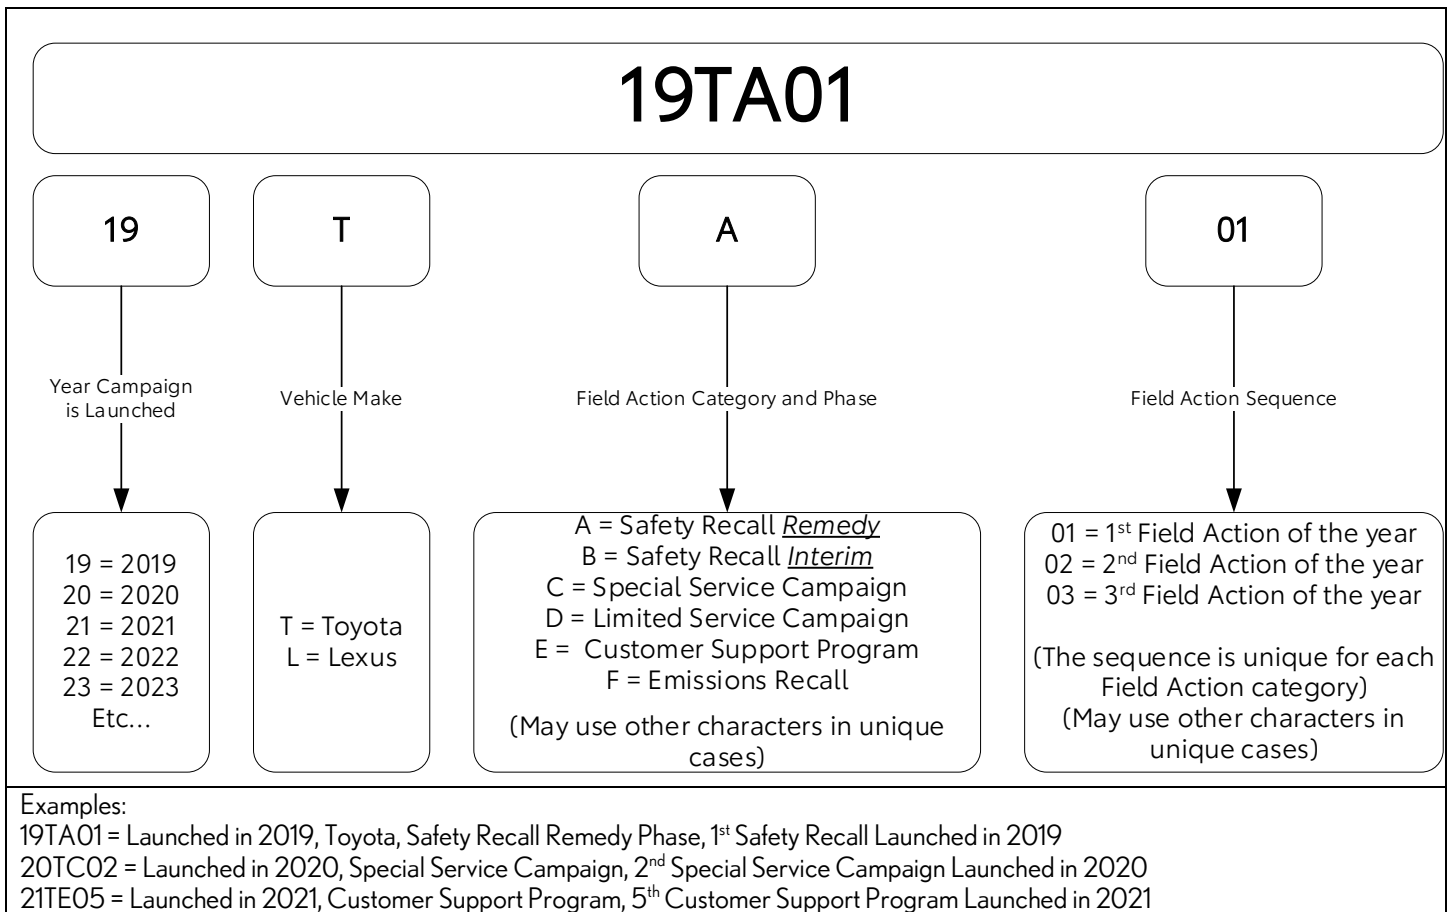 19TA01
19
T
A
01
Year Campaign
is Launched
Vehicle Make
Field Action Category and Phase
Field Action Sequence
19 = 2019
20 = 2020
21 = 2021
22 = 2022
23 = 2023
Etc...
T = Toyota
L = Lexus
A = Safety Recall Remedy
B = Safety Recall Interim
C = Special Service Campaign
D = Limited Service Campaign
E =  Customer Support Program
F = Emissions Recall
(May use other characters in unique
cases)
01 = 1st Field Action of the year
02 = 2nd Field Action of the year
03 = 3rd Field Action of the year
(The sequence is unique for each
Field Action category)
(May use other characters in
unique cases)
Examples:
19TA01 = Launched in 2019, Toyota, Safety Recall Remedy Phase, 1st Safety Recall Launched in 2019
20TC02 = Launched in 2020, Special Service Campaign, 2nd Special Service Campaign Launched in 2020
21TE05 = Launched in 2021, Customer Support Program, 5th Customer Support Program Launched in 2021